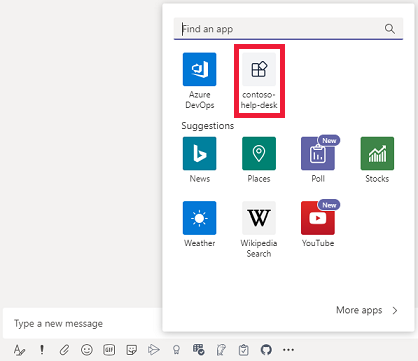 Find an app
Azure
DevOps
contoso-
help-desk
Suggestions
New
News
Places
Poll
Stocks
New
W
Weather
Wikipedia
Search
YouTube
More apps
Type a new message
GIF